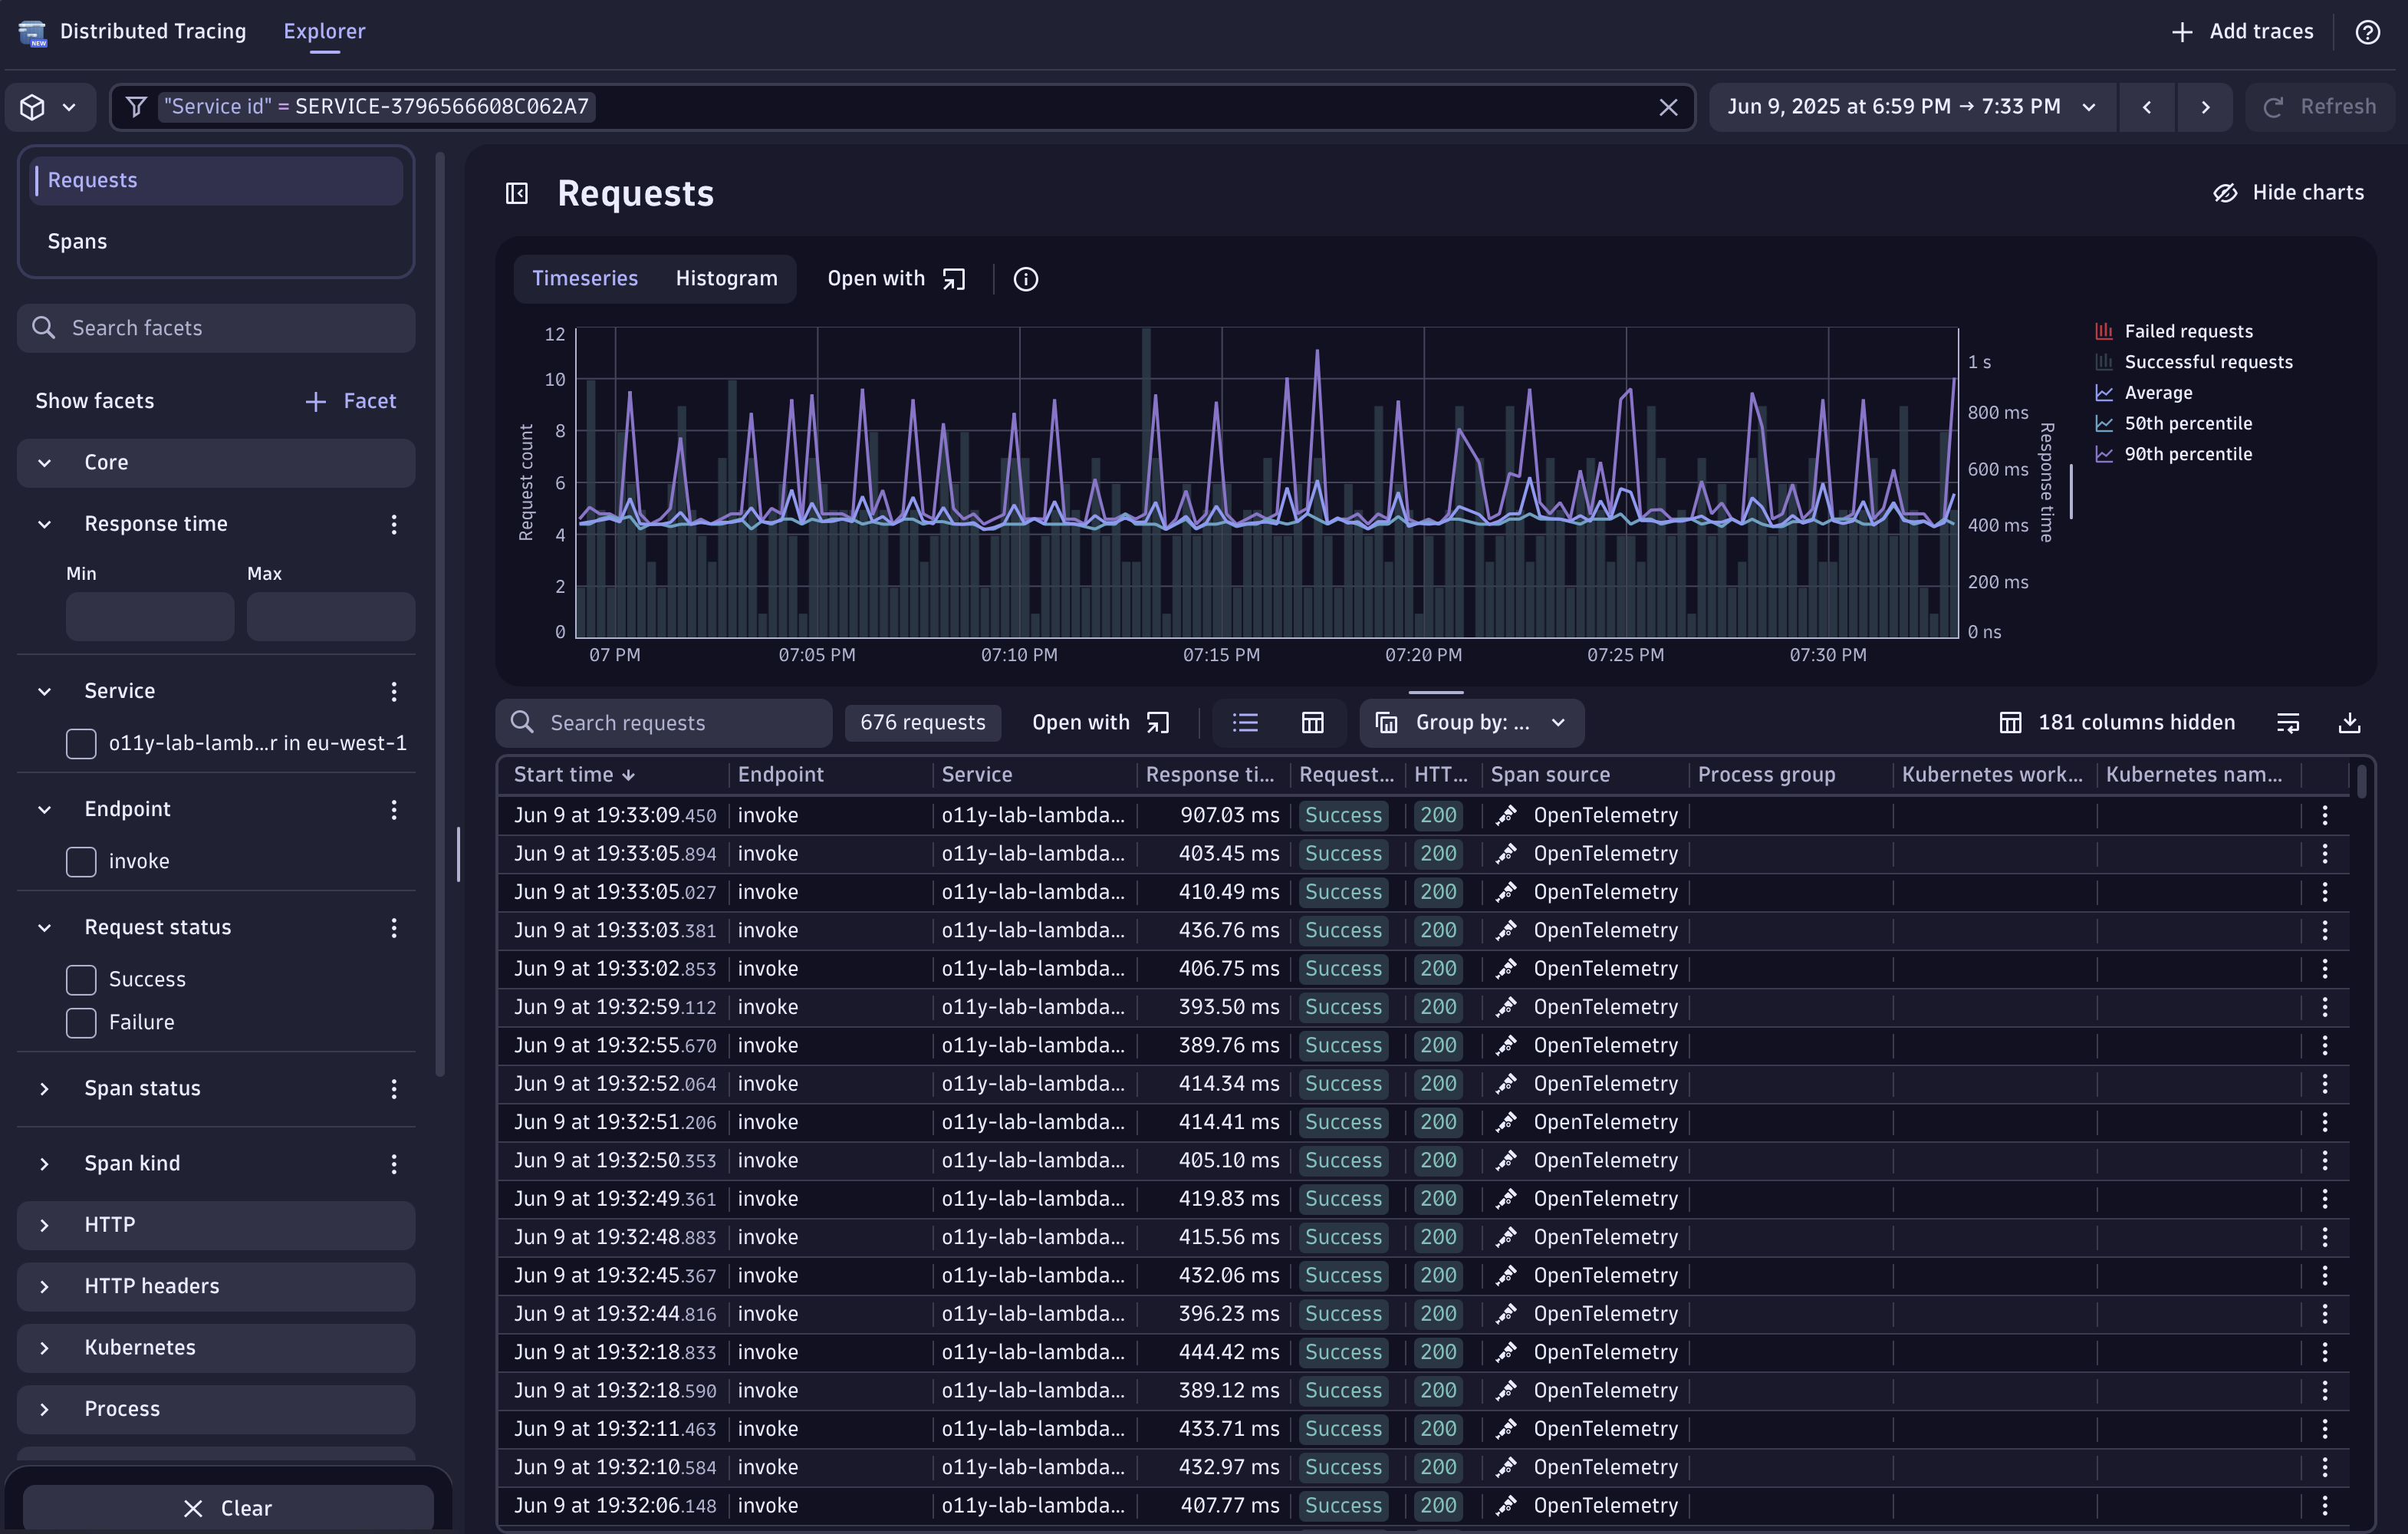 NEW
Distributed Tracing
Explorer
Add traces
"Service id" = SERVICE-3796566608C062A7
Jun 9, 2025 at 6:59 PM → 7:33 PM
Refresh
Requests
Spans
Search facets
Show facets
Facet
Core
Response time
Min
Max
Service
o11y-lab-lamb...r in eu-west-1
Endpoint
invoke
Request status
Success
Failure
Span status
Span kind
HTTP
HTTP headers
Kubernetes
Process
Clear
Requests
Hide charts
Timeseries
Histogram
Open with
Request count
12
10
8
6
4
2
0
1 s
800 ms
600 ms
400 ms
200 ms
0 ns
Response time
07 PM
07:05 PM
07:10 PM
07:15 PM
07:20 PM
07:25 PM
07:30 PM
Failed requests
Successful requests
Average
50th percentile
90th percentile
Search requests
676 requests
Open with
Group by: ...
181 columns hidden
Start time Endpoint Service Response ti... Request... HTT... Span source Process group Kubernetes work... Kubernetes nam...
Jun 9 at 19:33:09.450 invoke o11y-lab-lambda... 907.03 ms Success 200 OpenTelemetry
Jun 9 at 19:33:05.894 invoke o11y-lab-lambda... 403.45 ms Success 200 OpenTelemetry
Jun 9 at 19:33:05.027 invoke o11y-lab-lambda... 410.49 ms Success 200 OpenTelemetry
Jun 9 at 19:33:03.381 invoke o11y-lab-lambda... 436.76 ms Success 200 OpenTelemetry
Jun 9 at 19:33:02.853 invoke o11y-lab-lambda... 406.75 ms Success 200 OpenTelemetry
Jun 9 at 19:32:59.112 invoke o11y-lab-lambda... 393.50 ms Success 200 OpenTelemetry
Jun 9 at 19:32:55.670 invoke o11y-lab-lambda... 389.76 ms Success 200 OpenTelemetry
Jun 9 at 19:32:52.064 invoke o11y-lab-lambda... 414.34 ms Success 200 OpenTelemetry
Jun 9 at 19:32:51.206 invoke o11y-lab-lambda... 414.41 ms Success 200 OpenTelemetry
Jun 9 at 19:32:50.353 invoke o11y-lab-lambda... 405.10 ms Success 200 OpenTelemetry
Jun 9 at 19:32:49.361 invoke o11y-lab-lambda... 419.83 ms Success 200 OpenTelemetry
Jun 9 at 19:32:48.883 invoke o11y-lab-lambda... 415.56 ms Success 200 OpenTelemetry
Jun 9 at 19:32:45.367 invoke o11y-lab-lambda... 432.06 ms Success 200 OpenTelemetry
Jun 9 at 19:32:44.816 invoke o11y-lab-lambda... 396.23 ms Success 200 OpenTelemetry
Jun 9 at 19:32:18.833 invoke o11y-lab-lambda... 444.42 ms Success 200 OpenTelemetry
Jun 9 at 19:32:18.590 invoke o11y-lab-lambda... 389.12 ms Success 200 OpenTelemetry
Jun 9 at 19:32:11.463 invoke o11y-lab-lambda... 433.71 ms Success 200 OpenTelemetry
Jun 9 at 19:32:10.584 invoke o11y-lab-lambda... 432.97 ms Success 200 OpenTelemetry
Jun 9 at 19:32:06.148 invoke o11y-lab-lambda... 407.77 ms Success 200 OpenTelemetry